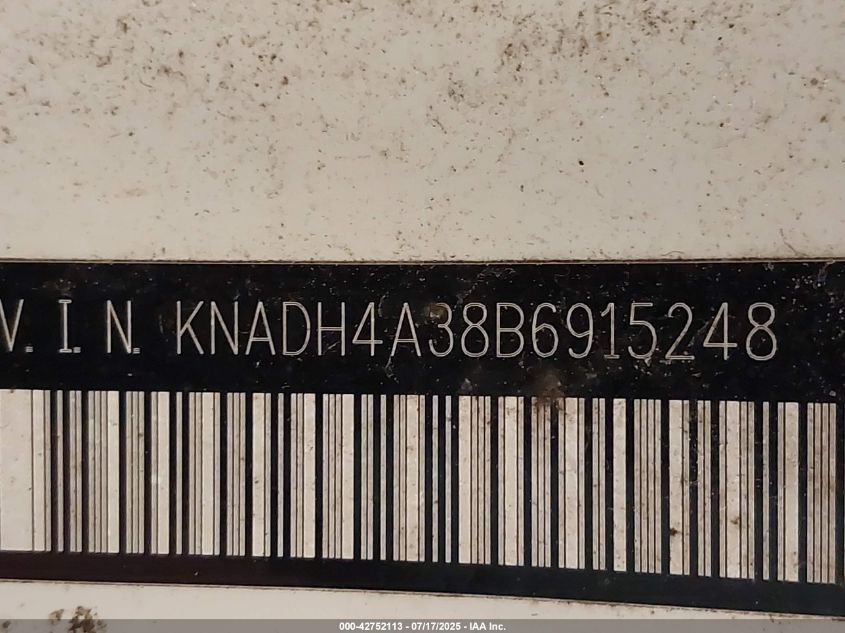 V. I. N. KNADH4A38B6915248
000-42752113 - 07/17/2025 - IAA Inc.